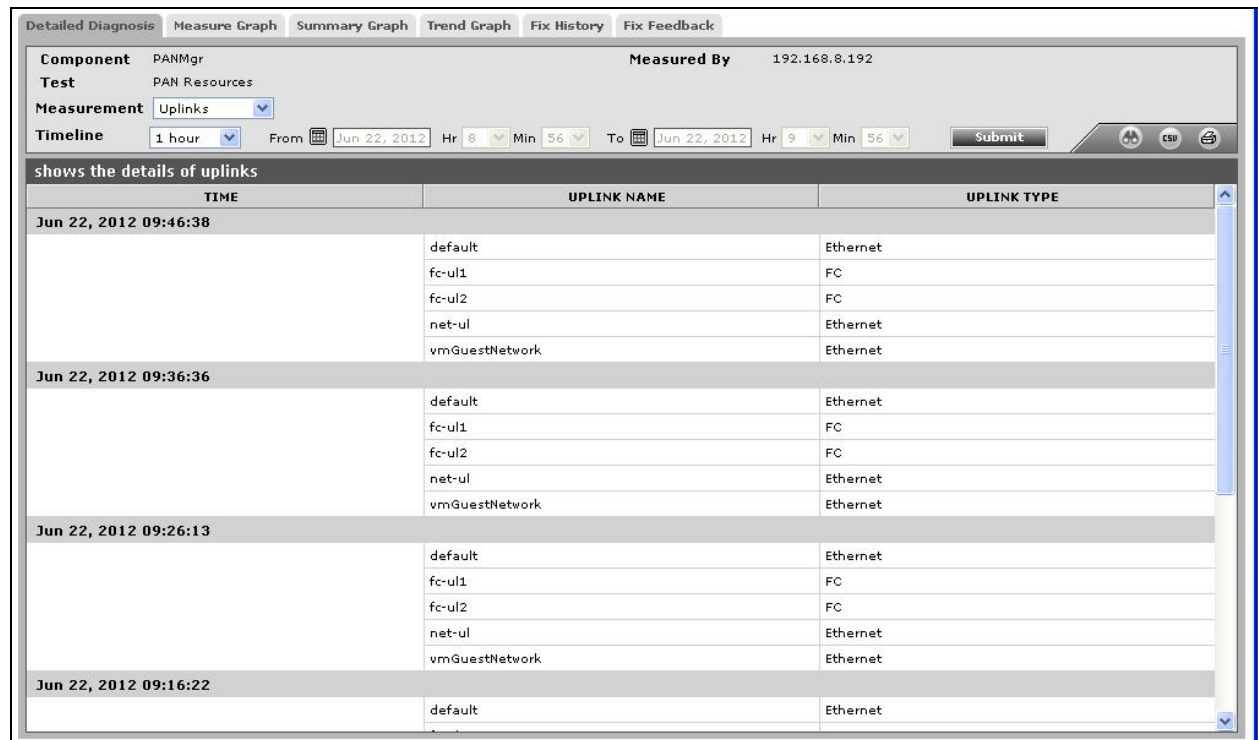 Detailed Diagnosis Measure Graph Summary Graph Trend Graph Fix History Fix Feedback
Component PANMgr Measured By 192.168.8.192
Test PAN Resources
Measurement Uplinks
Timeline 1 hour From Jun 22, 2012 Hr 8 Min 56 To Jun 22, 2012 Hr 9 Min 56 Submit CSV
shows the details of uplinks
TIME UPLINK NAME UPLINK TYPE
Jun 22, 2012 09:46:38
default Ethernet
fc-ul1 FC
fc-ul2 FC
net-ul Ethernet
vmGuestNetwork Ethernet
Jun 22, 2012 09:36:36
default Ethernet
fc-ul1 FC
fc-ul2 FC
net-ul Ethernet
vmGuestNetwork Ethernet
Jun 22, 2012 09:26:13
default Ethernet
fc-ul1 FC
fc-ul2 FC
net-ul Ethernet
vmGuestNetwork Ethernet
Jun 22, 2012 09:16:22
default Ethernet